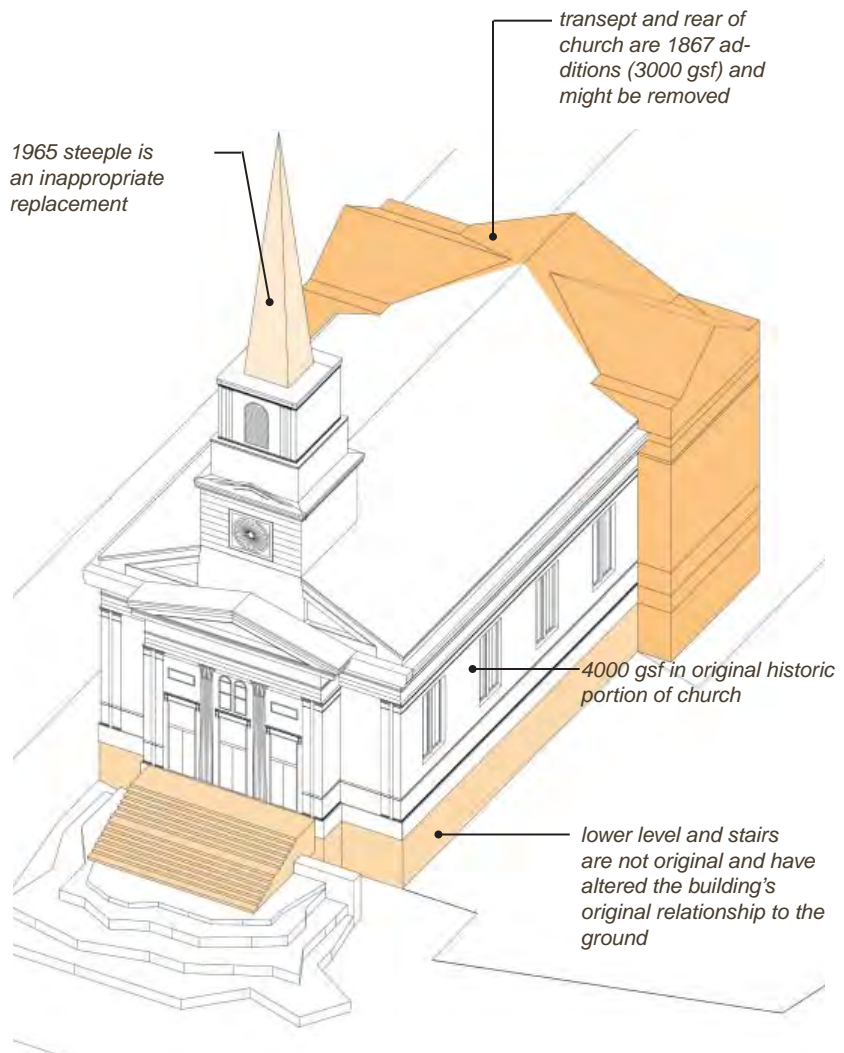 transept and rear of
church are 1867 ad-
ditions (3000 gsf) and
might be removed
1965 steeple is
an inappropriate
replacement
4000 gsf in original historic
portion of church
lower level and stairs
are not original and have
altered the building's
original relationship to the
ground